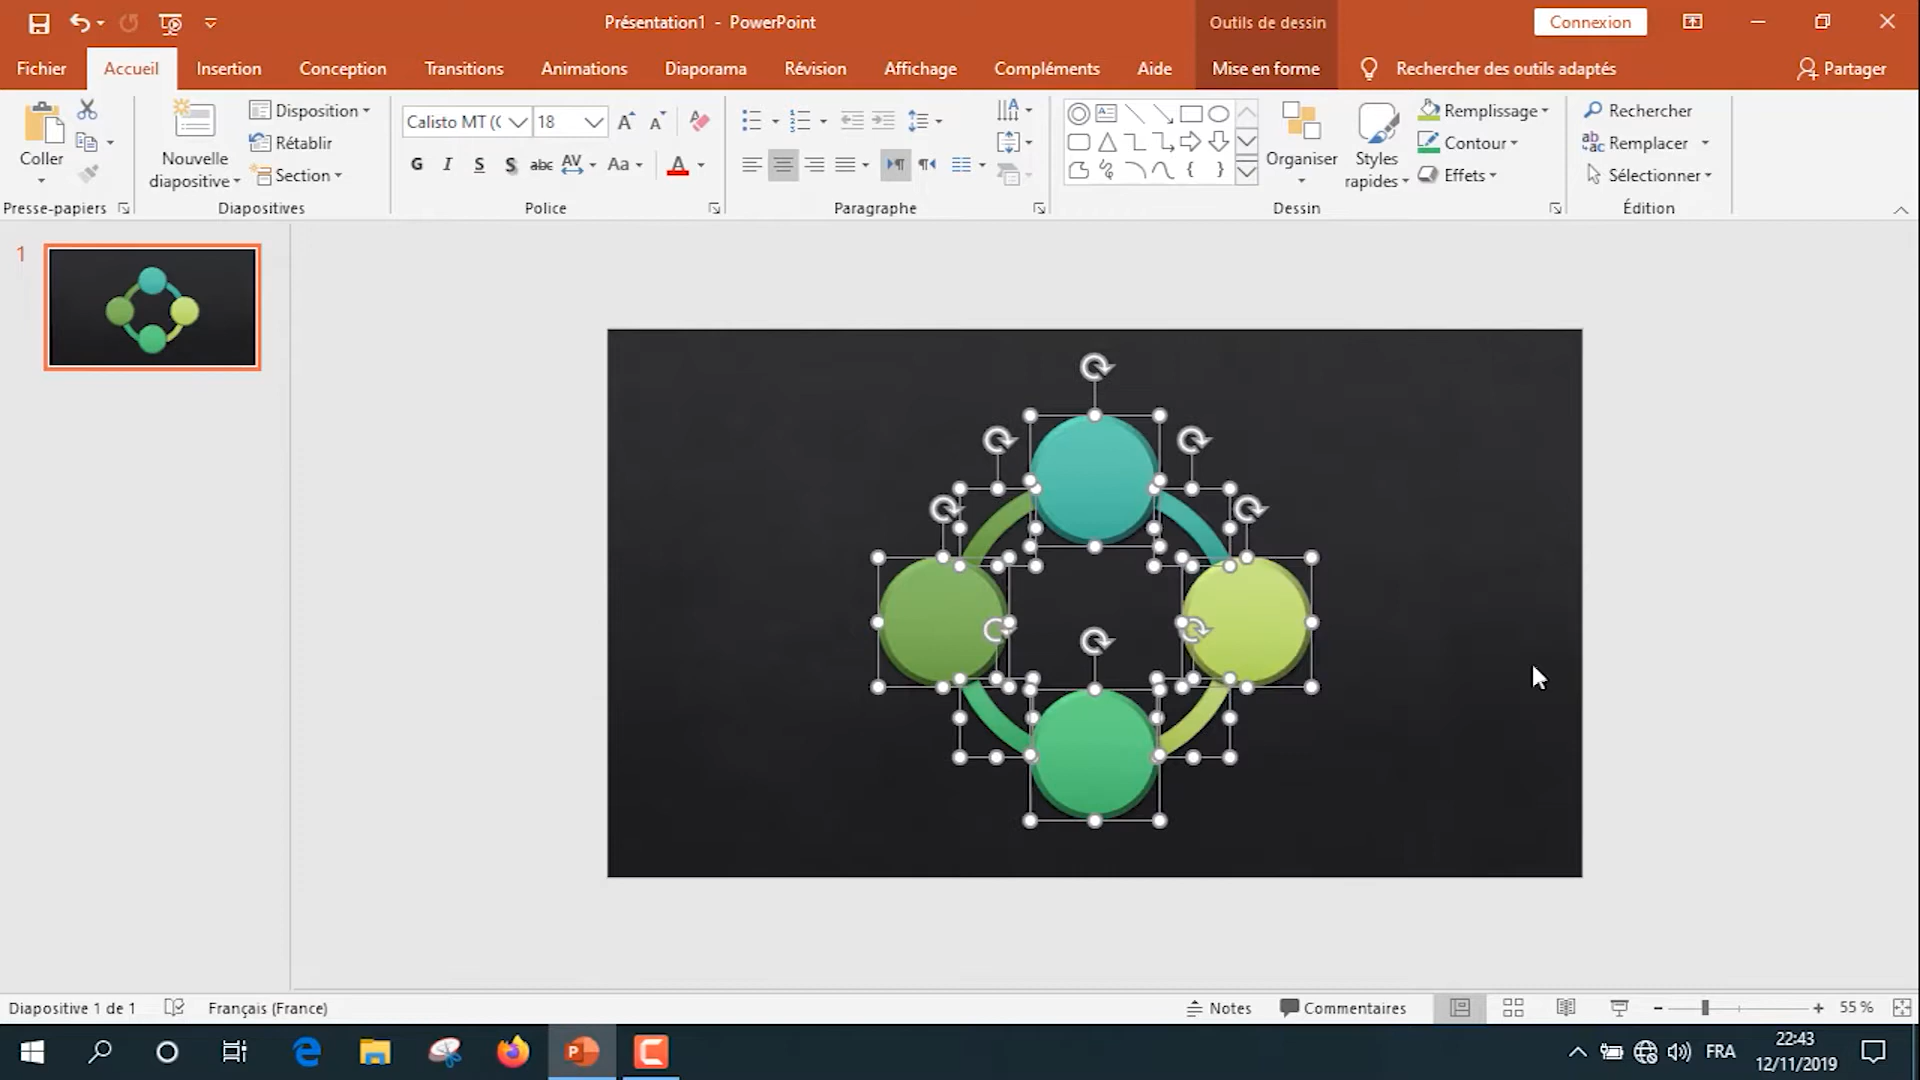 Présentation1 - PowerPoint
Outils de dessin
Connexion
Fichier
Accueil
Insertion
Conception
Transitions
Animations
Diaporama
Révision
Affichage
Compléments
Aide
Mise en forme
Rechercher des outils adaptés
Partager
Coller
Nouvelle
diapositive
Disposition
Rétablir
Section
Calisto MT (C
18
G I S S abc AV Aa A
Remplissage
Contour
Effets
Organiser
Styles
rapides
Rechercher
Remplacer
Sélectionner
Presse-papiers
Diapositives
Police
Paragraphe
Dessin
Édition
1
Diapositive 1 de 1
Français (France)
Notes
Commentaires
55 %
FRA
22:43
12/11/2019